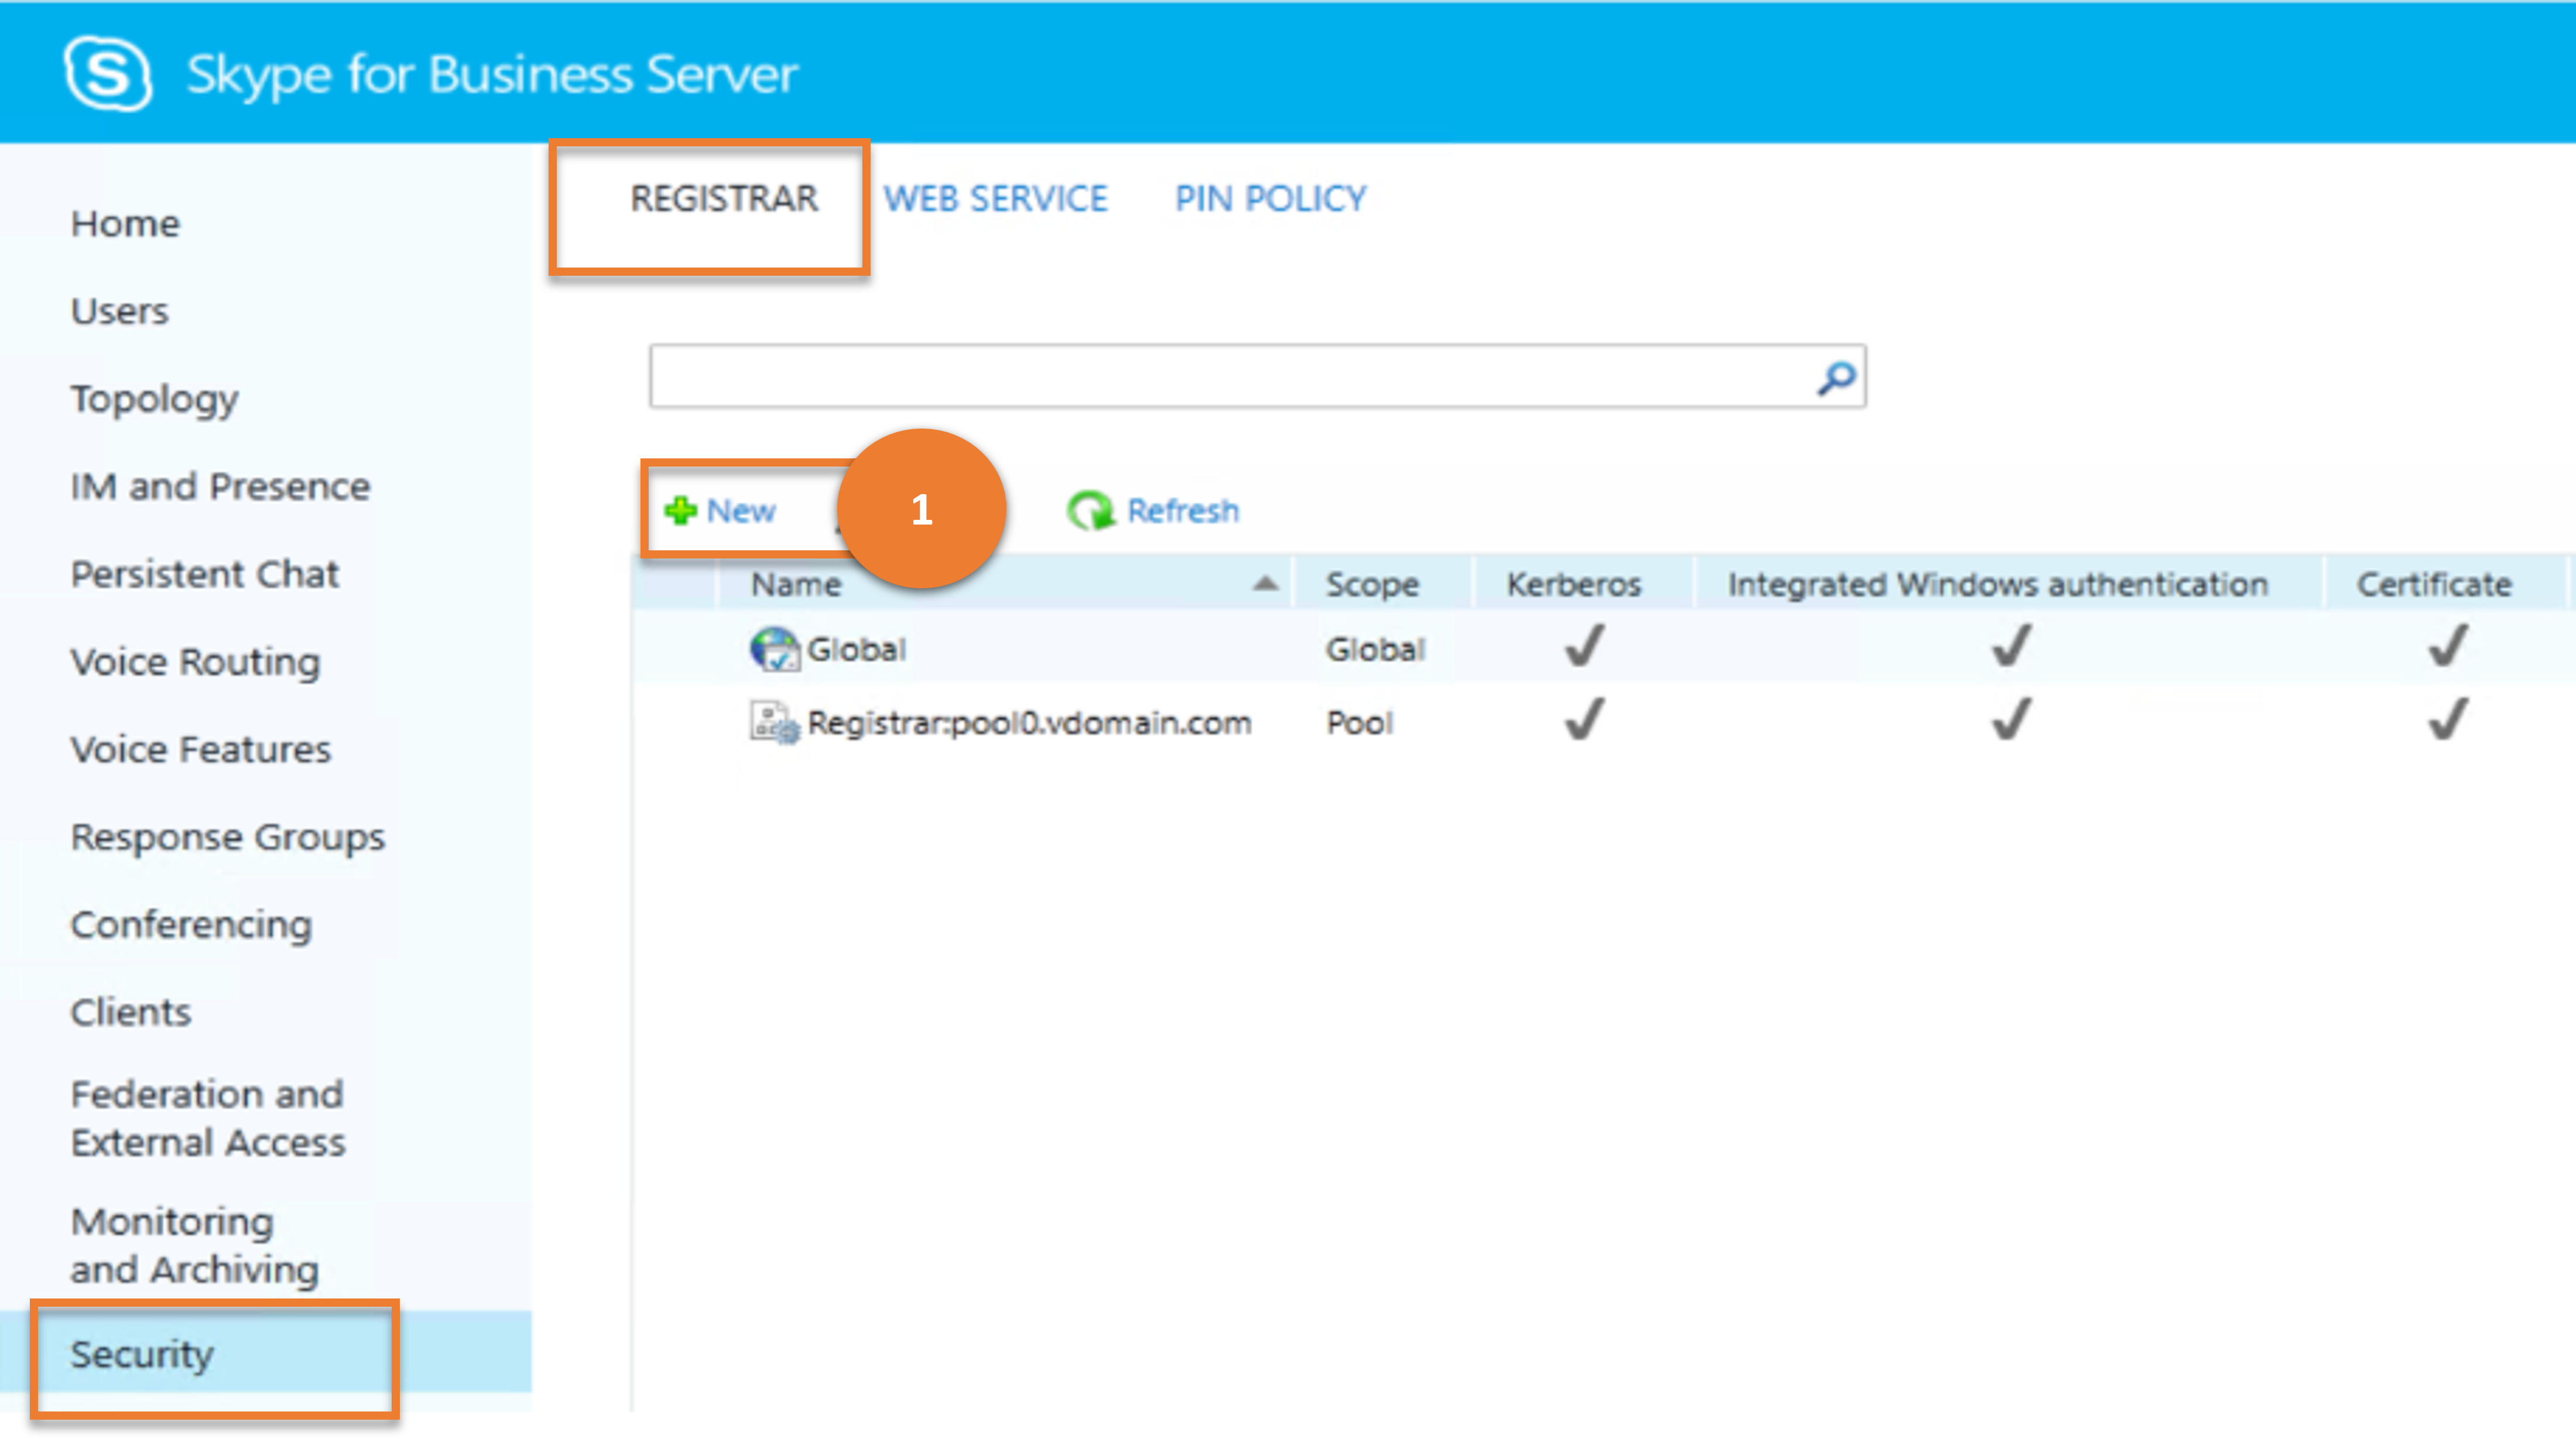 Skype for Business Server
REGISTRAR WEB SERVICE PIN POLICY
Home
Users
Topology
IM and Presence
Persistent Chat
Voice Routing
Voice Features
Response Groups
Conferencing
Clients
Federation and
External Access
Monitoring
and Archiving
Security
New 1 Refresh
Name Scope Kerberos Integrated Windows authentication Certificate
Global Global
Registrar:pool0.vdomain.com Pool